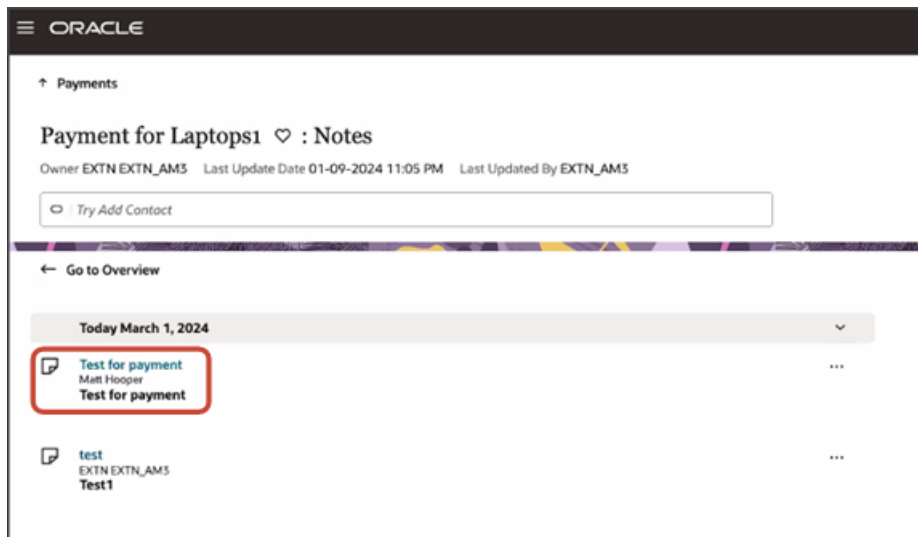 ORACLE
Payments
Payment for Laptops1 : Notes
Owner EXTN EXTN_AM3 Last Update Date 01-09-2024 11:05 PM Last Updated By EXTN_AM3
Try Add Contact
Go to Overview
Today March 1, 2024
Test for payment
Matt Hooper
Test for payment
test
EXTN EXTN_AM3
Test1